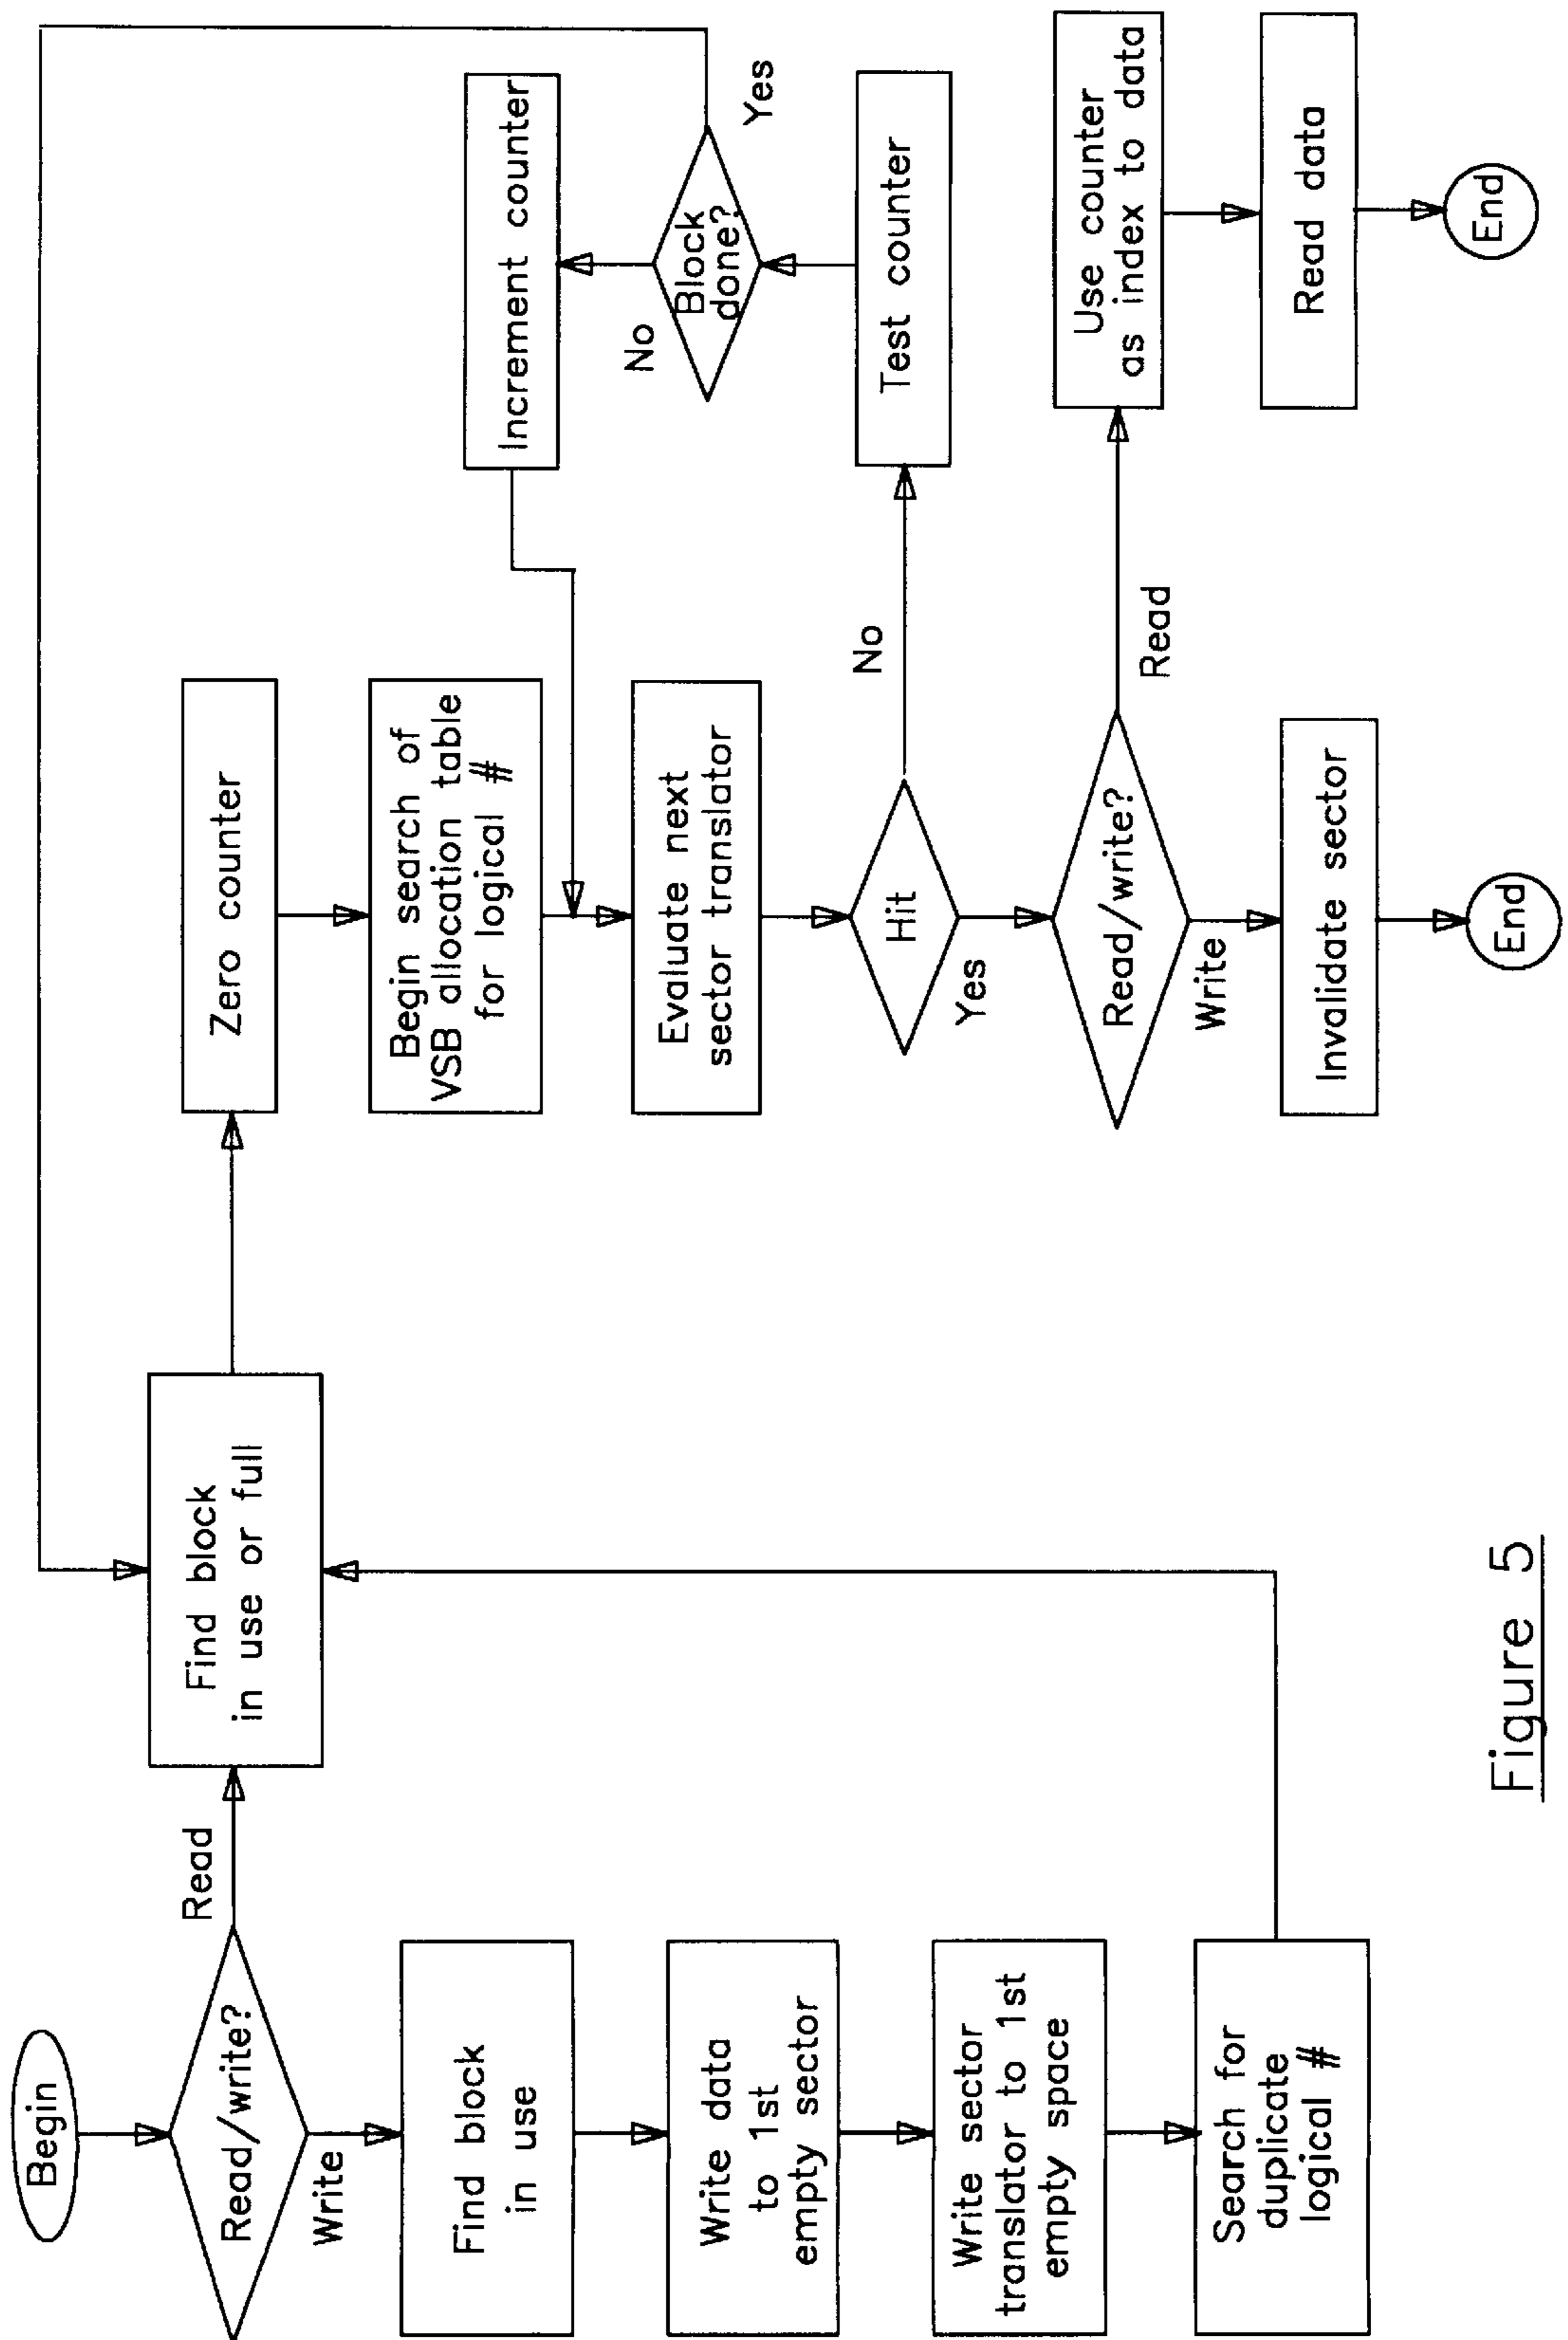 Begin
Read/write?
Read
Write
Find block
in use
Write data
to 1st
empty sector
Write sector
translator to 1st
empty space
Search for
duplicate
logical #
Find block
in use or full
Zero counter
Begin search of
VSB allocation table
for logical #
Evaluate next
sector translator
Hit
No
Yes
Read/write?
Read
Write
Invalidate sector
End
Increment counter
No
Block
done?
Yes
Test counter
Use counter
as index to data
Read data
End
Figure 5